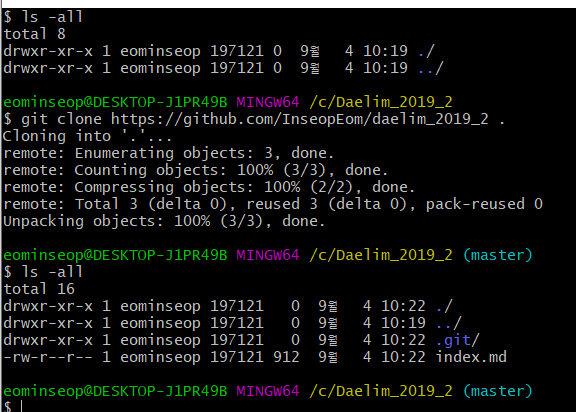 $ ls -all
total 8
drwxr-xr-x 1 eominseop 197121 0  9월   4 10:19 ./
drwxr-xr-x 1 eominseop 197121 0  9월   4 10:19 ../
eominseop@DESKTOP-J1PR49B MINGW64 /c/Daelim_2019_2
$ git clone https://github.com/InseopEom/daelim_2019_2 .
Cloning into '.'...
remote: Enumerating objects: 3, done.
remote: Counting objects: 100% (3/3), done.
remote: Compressing objects: 100% (2/2), done.
remote: Total 3 (delta 0), reused 3 (delta 0), pack-reused 0
Unpacking objects: 100% (3/3), done.
eominseop@DESKTOP-J1PR49B MINGW64 /c/Daelim_2019_2 (master)
$ ls -all
total 16
drwxr-xr-x 1 eominseop 197121   0  9월   4 10:22 ./
drwxr-xr-x 1 eominseop 197121   0  9월   4 10:19 ../
drwxr-xr-x 1 eominseop 197121   0  9월   4 10:22 .git/
-rw-r--r-- 1 eominseop 197121 912  9월   4 10:22 index.md
eominseop@DESKTOP-J1PR49B MINGW64 /c/Daelim_2019_2 (master)
$